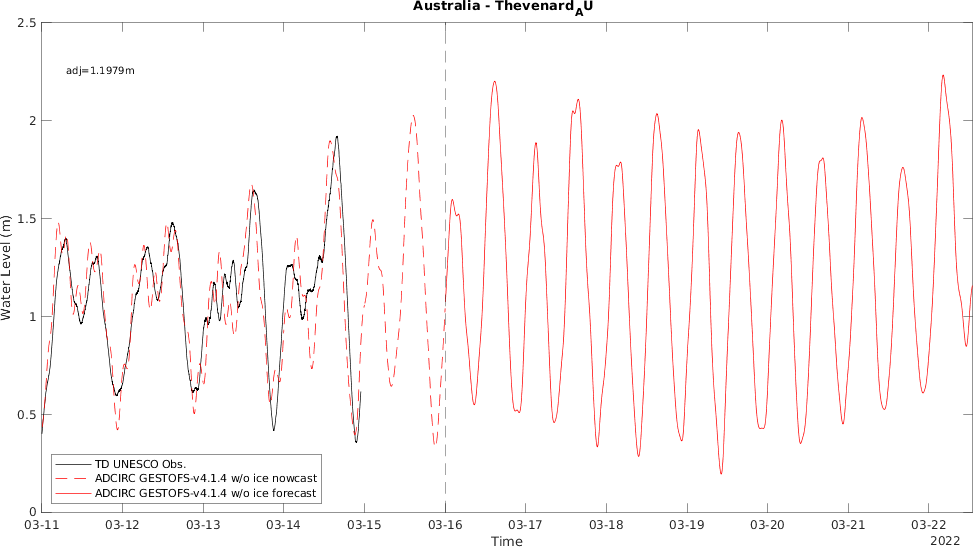 Australia - Thevenard_AU
2.5
adj=1.1979m
2
1.5
Water Level (m)
1
0.5
TD UNESCO Obs.
ADCIRC GESTOFS-v4.1.4 w/o ice nowcast
ADCIRC GESTOFS-v4.1.4 w/o ice forecast
0
03-11 03-12 03-13 03-14 03-15 03-16 03-17 03-18 03-19 03-20 03-21 03-22
Time
2022